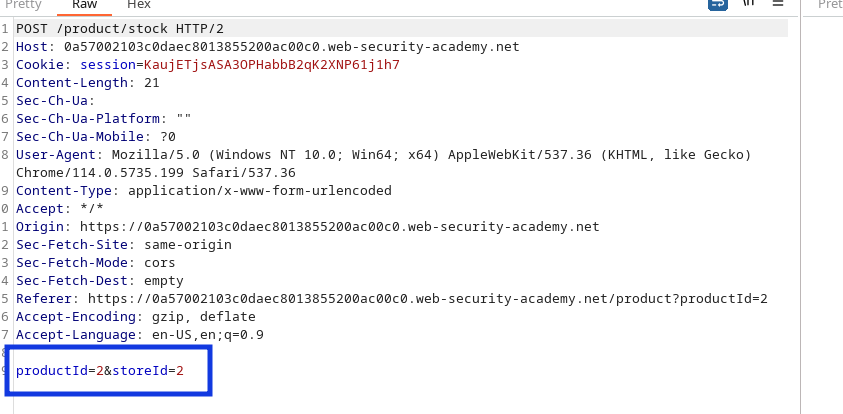 Pretty Raw Hex \n Pret
1 POST /product/stock HTTP/2
2 Host: 0a57002103c0daec8013855200ac00c0.web-security-academy.net
3 Cookie: session=KaujETjsASA3OPHabbB2qK2XNP61j1h7
4 Content-Length: 21
5 Sec-Ch-Ua:
6 Sec-Ch-Ua-Platform: ""
7 Sec-Ch-Ua-Mobile: ?0
8 User-Agent: Mozilla/5.0 (Windows NT 10.0; Win64; x64) AppleWebKit/537.36 (KHTML, like Gecko)
Chrome/114.0.5735.199 Safari/537.36
9 Content-Type: application/x-www-form-urlencoded
0 Accept: */*
1 Origin: https://0a57002103c0daec8013855200ac00c0.web-security-academy.net
2 Sec-Fetch-Site: same-origin
3 Sec-Fetch-Mode: cors
4 Sec-Fetch-Dest: empty
5 Referer: https://0a57002103c0daec8013855200ac00c0.web-security-academy.net/product?productId=2
6 Accept-Encoding: gzip, deflate
7 Accept-Language: en-US,en;q=0.9
8
9 productId=2&storeId=2